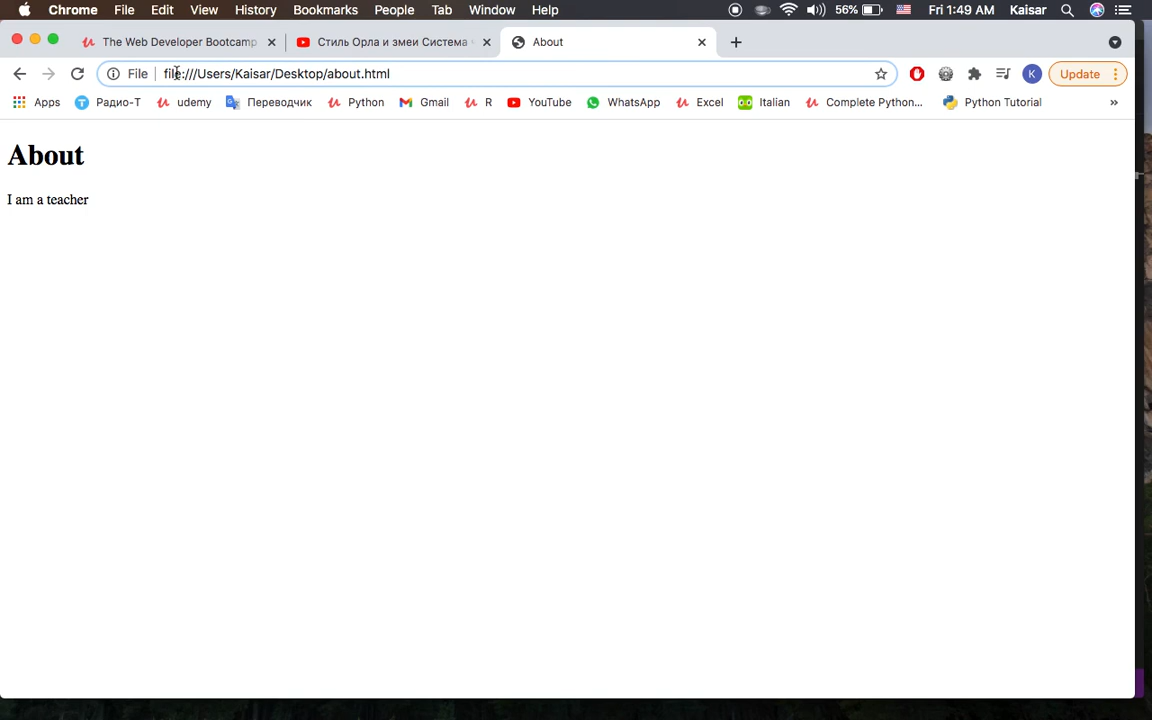 Chrome File Edit View History Bookmarks People Tab Window Help 56% Fri 1:49 AM Kaisar
The Web Developer Bootcamp Стиль Орла и змеи Система About
File file:///Users/Kaisar/Desktop/about.html K Update
Apps Радио-Т udemy Переводчик Python Gmail R YouTube WhatsApp Excel Italian Complete Python... Python Tutorial »
About
I am a teacher